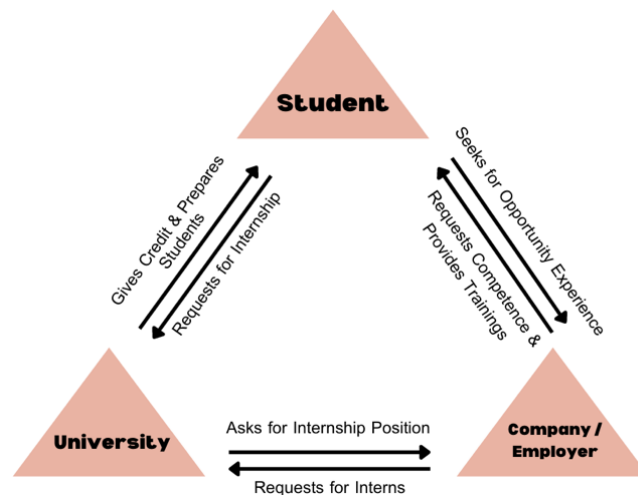 Student
Gives Credit & Prepares
Students
Requests for Internship
Seeks for Opportunity Experience
Requests Competence &
Provides Trainings
University
Asks for Internship Position
Requests for Interns
Company /
Employer